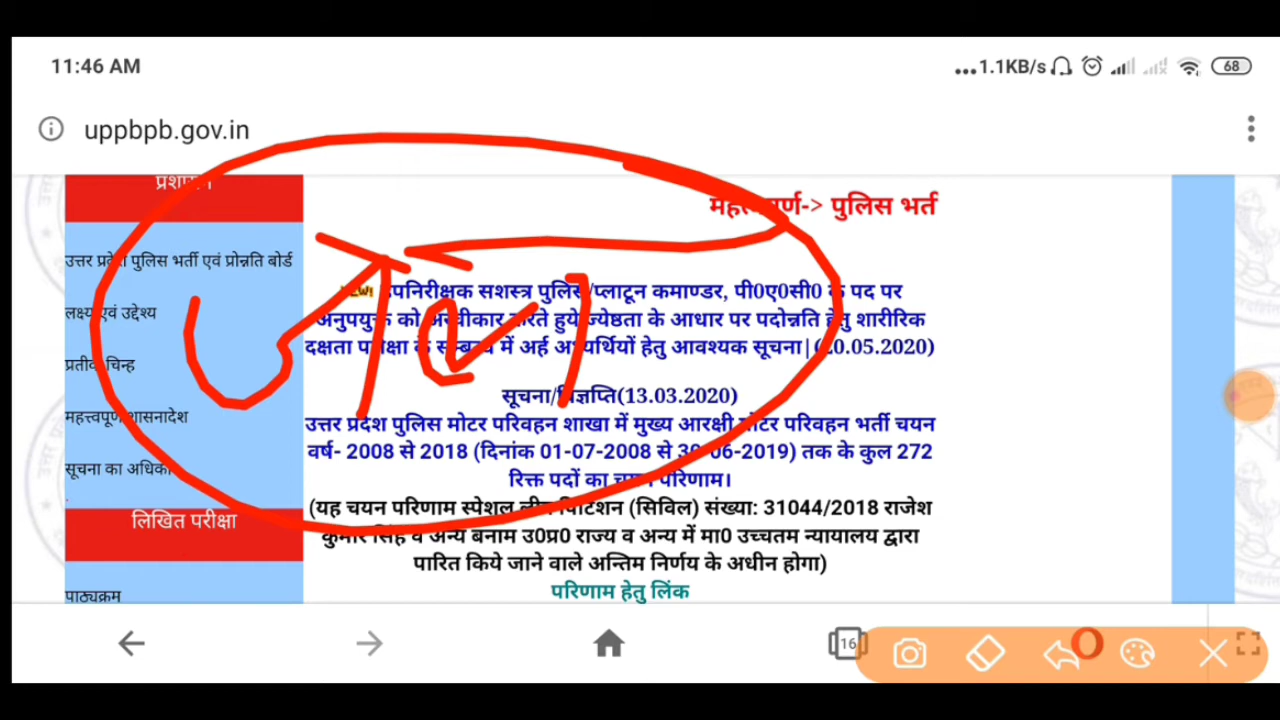 11:46 AM
...1.1KB/s 68
uppbpb.gov.in
प्रशासन
महत्वपूर्ण-> पुलिस भर्त
उत्तर प्रदेश पुलिस भर्ती एवं प्रोन्नति बोर्ड
लक्ष्य एवं उद्देश्य
प्रतीक चिन्ह
महत्त्वपूर्ण शासनादेश
सूचना का अधिकार
लिखित परीक्षा
पाठ्यक्रम
NEW! उपनिरीक्षक सशस्त्र पुलिस/प्लाटून कमाण्डर, पी0ए0सी0 के पद पर
अनुपयुक्त को अस्वीकार करते हुये ज्येष्ठता के आधार पर पदोन्नति हेतु शारीरिक
दक्षता परीक्षा के सम्बन्ध में अर्ह अभ्यर्थियों हेतु आवश्यक सूचना|(20.05.2020)
सूचना/विज्ञप्ति(13.03.2020)
उत्तर प्रदेश पुलिस मोटर परिवहन शाखा में मुख्य आरक्षी मोटर परिवहन भर्ती चयन
वर्ष- 2008 से 2018 (दिनांक 01-07-2008 से 30-06-2019) तक के कुल 272
रिक्त पदों का चयन परिणाम।
(यह चयन परिणाम स्पेशल लीव पिटिशन (सिविल) संख्या: 31044/2018 राजेश
कुमार सिंह व अन्य बनाम उ0प्र0 राज्य व अन्य में मा0 उच्चतम न्यायालय द्वारा
पारित किये जाने वाले अन्तिम निर्णय के अधीन होगा)
परिणाम हेतु लिंक
16